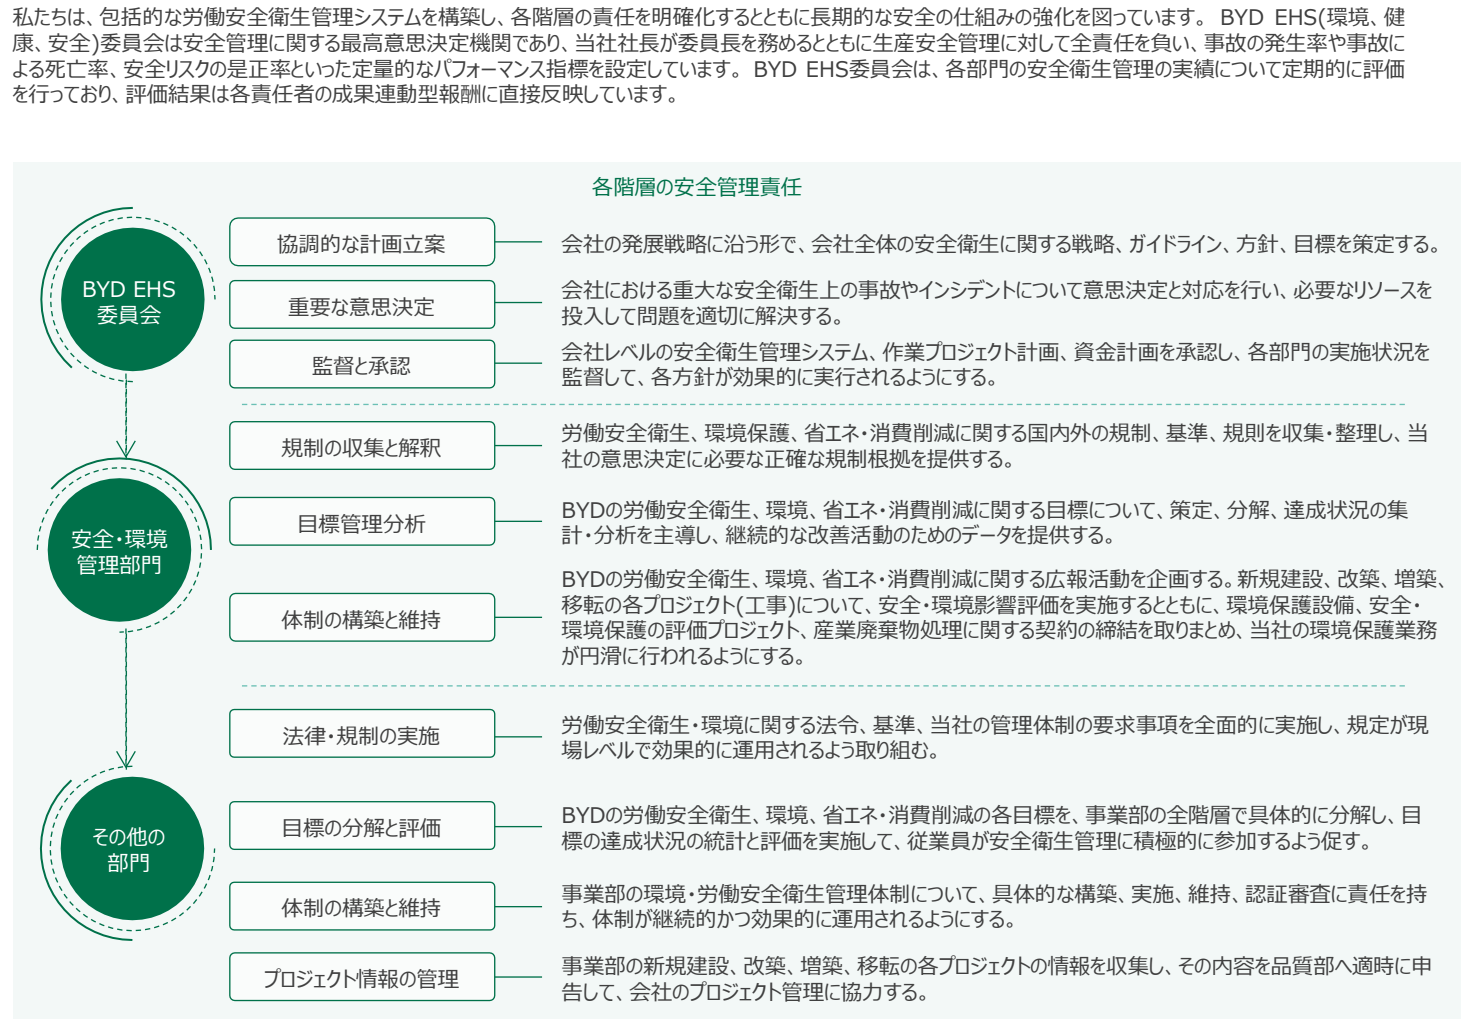 私たちは、包括的な労働安全衛生管理システムを構築し、各階層の責任を明確化するとともに長期的な安全の仕組みの強化を図っています。 BYD EHS(環境、健
康、安全)委員会は安全管理に関する最高意思決定機関であり、当社社長が委員長を務めるとともに生産安全管理に対して全責任を負い、事故の発生率や事故に
よる死亡率、安全リスクの是正率といった定量的なパフォーマンス指標を設定しています。 BYD EHS委員会は、各部門の安全衛生管理の実績について定期的に評価
を行っており、評価結果は各責任者の成果連動型報酬に直接反映しています。
各階層の安全管理責任
BYD EHS
委員会
協調的な計画立案
会社の発展戦略に沿う形で、会社全体の安全衛生に関する戦略、ガイドライン、方針、目標を策定する。
重要な意思決定
会社における重大な安全衛生上の事故やインシデントについて意思決定と対応を行い、必要なリソースを
投入して問題を適切に解決する。
監督と承認
会社レベルの安全衛生管理システム、作業プロジェクト計画、資金計画を承認し、各部門の実施状況を
監督して、各方針が効果的に実行されるようにする。
安全・環境
管理部門
規制の収集と解釈
労働安全衛生、環境保護、省エネ・消費削減に関する国内外の規制、基準、規則を収集・整理し、当
社の意思決定に必要な正確な規制根拠を提供する。
目標管理分析
BYDの労働安全衛生、環境、省エネ・消費削減に関する目標について、策定、分解、達成状況の集
計・分析を主導し、継続的な改善活動のためのデータを提供する。
体制の構築と維持
BYDの労働安全衛生、環境、省エネ・消費削減に関する広報活動を企画する。新規建設、改築、増築、
移転の各プロジェクト(工事)について、安全・環境影響評価を実施するとともに、環境保護設備、安全・
環境保護の評価プロジェクト、産業廃棄物処理に関する契約の締結を取りまとめ、当社の環境保護業務
が円滑に行われるようにする。
その他の
部門
法律・規制の実施
労働安全衛生・環境に関する法令、基準、当社の管理体制の要求事項を全面的に実施し、規定が現
場レベルで効果的に運用されるよう取り組む。
目標の分解と評価
BYDの労働安全衛生、環境、省エネ・消費削減の各目標を、事業部の全階層で具体的に分解し、目
標の達成状況の統計と評価を実施して、従業員が安全衛生管理に積極的に参加するよう促す。
体制の構築と維持
事業部の環境・労働安全衛生管理体制について、具体的な構築、実施、維持、認証審査に責任を持
ち、体制が継続的かつ効果的に運用されるようにする。
プロジェクト情報の管理
事業部の新規建設、改築、増築、移転の各プロジェクトの情報を収集し、その内容を品質部へ適時に申
告して、会社のプロジェクト管理に協力する。